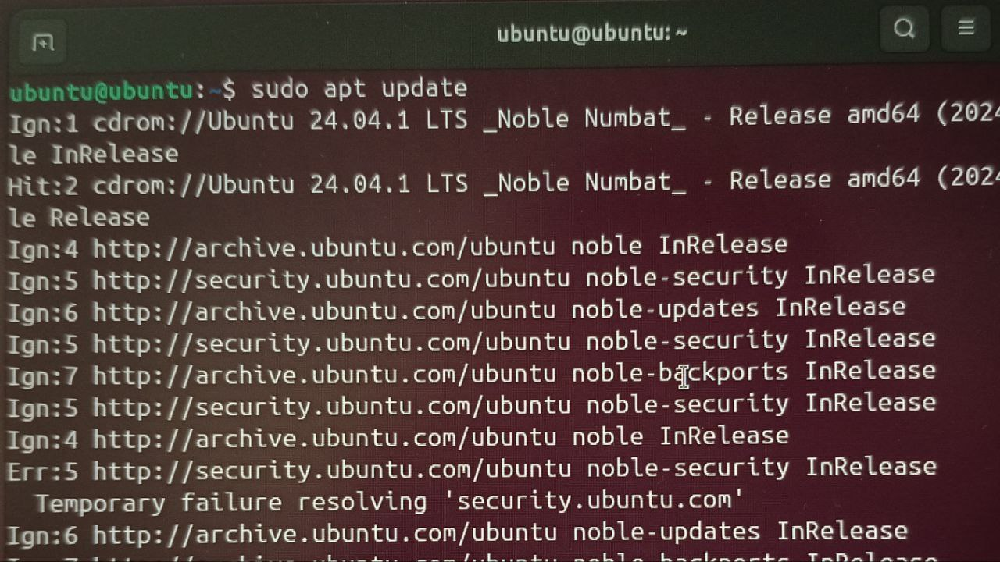 ubuntu@ubuntu: ~
ubuntu@ubuntu:~$ sudo apt update
Ign:1 cdrom://Ubuntu 24.04.1 LTS _Noble Numbat_ - Release amd64 (2024
le InRelease
Hit:2 cdrom://Ubuntu 24.04.1 LTS _Noble Numbat_ - Release amd64 (2024
le Release
Ign:4 http://archive.ubuntu.com/ubuntu noble InRelease
Ign:5 http://security.ubuntu.com/ubuntu noble-security InRelease
Ign:6 http://archive.ubuntu.com/ubuntu noble-updates InRelease
Ign:5 http://security.ubuntu.com/ubuntu noble-security InRelease
Ign:7 http://archive.ubuntu.com/ubuntu noble-backports InRelease
Ign:5 http://security.ubuntu.com/ubuntu noble-security InRelease
Ign:4 http://archive.ubuntu.com/ubuntu noble InRelease
Err:5 http://security.ubuntu.com/ubuntu noble-security InRelease
Temporary failure resolving 'security.ubuntu.com'
Ign:6 http://archive.ubuntu.com/ubuntu noble-updates InRelease